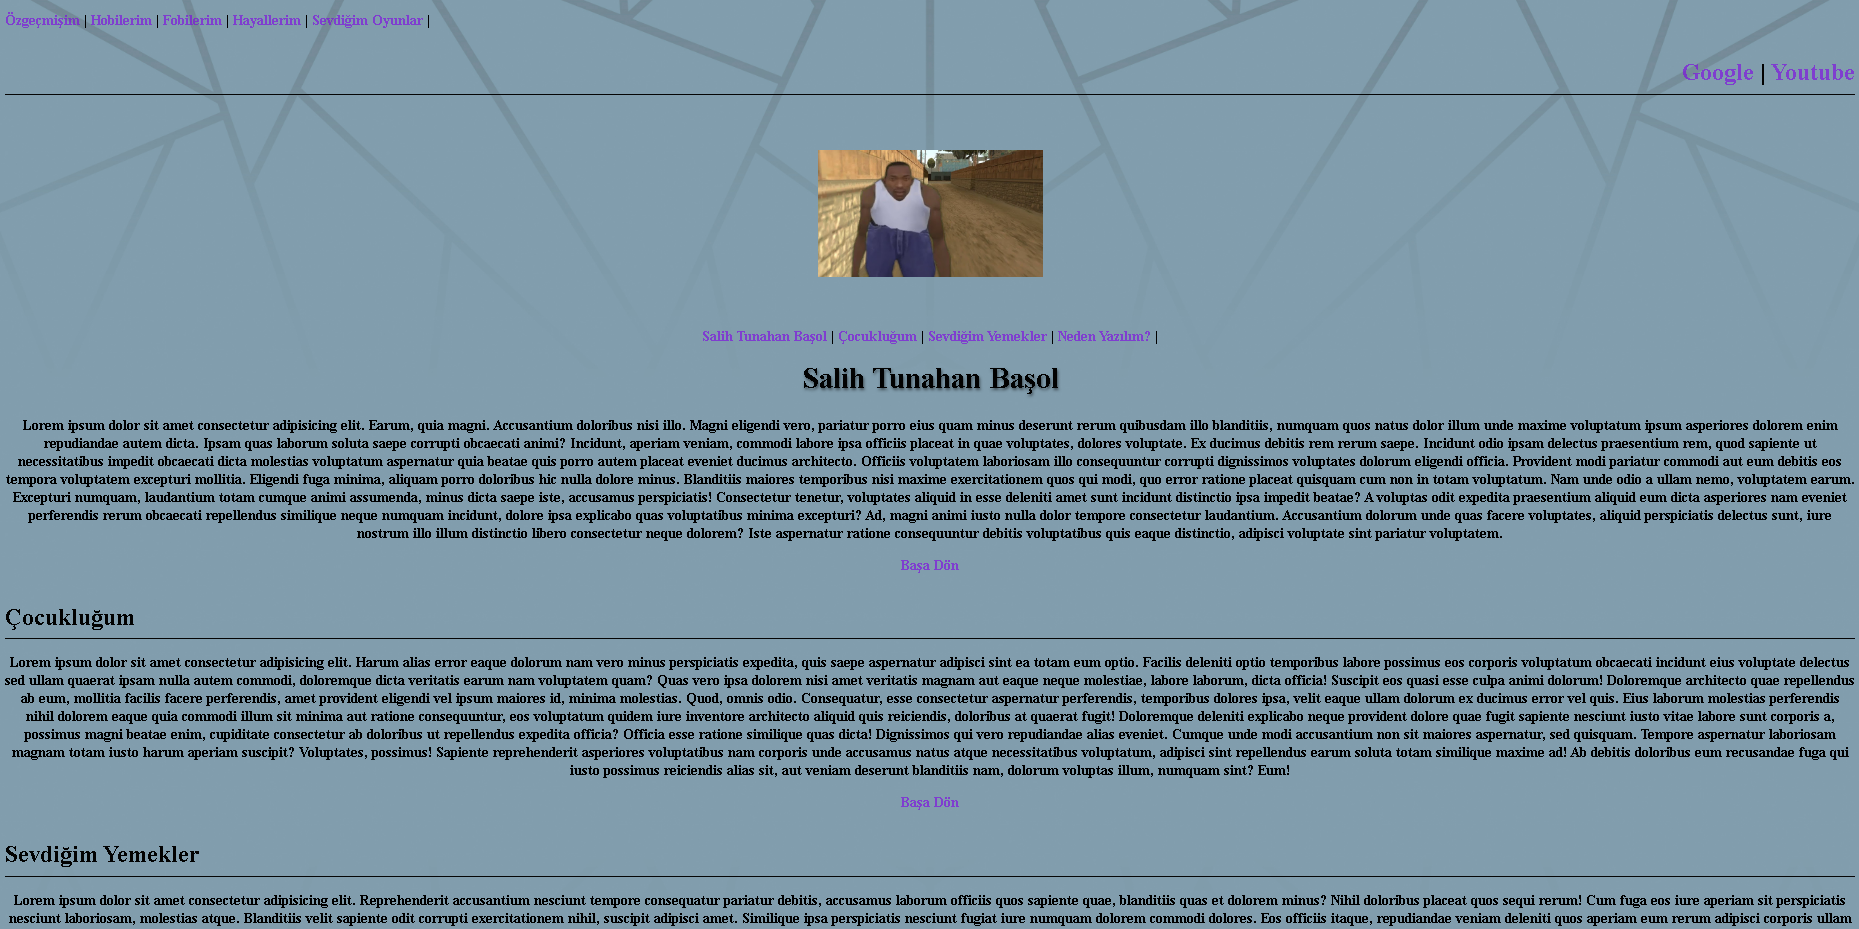 Özgeçmişim | Hobilerim | Fobilerim | Hayallerim | Sevdiğim Oyunlar |
Google | Youtube
Salih Tunahan Başol | Çocukluğum | Sevdiğim Yemekler | Neden Yazılım? |
Salih Tunahan Başol
Lorem ipsum dolor sit amet consectetur adipisicing elit. Earum, quia magni. Accusantium doloribus nisi illo. Magni eligendi vero, pariatur porro eius quam minus deserunt rerum quibusdam illo blanditiis, numquam quos natus dolor illum unde maxime voluptatum ipsum asperiores dolorem enim
repudiandae autem dicta. Ipsam quas laborum soluta saepe corrupti obcaecati animi? Incidunt, aperiam veniam, commodi labore ipsa officiis placeat in quae voluptates, dolores voluptate. Ex ducimus debitis rem rerum saepe. Incidunt odio ipsam delectus praesentium rem, quod sapiente ut
necessitatibus impedit obcaecati dicta molestias voluptatum aspernatur quia beatae quis porro autem placeat eveniet ducimus architecto. Officiis voluptatem laboriosam illo consequuntur corrupti dignissimos voluptates dolorum eligendi officia. Provident modi pariatur commodi aut eum debitis eos
tempora voluptatem excepturi mollitia. Eligendi fuga minima, aliquam porro doloribus hic nulla dolore minus. Blanditiis maiores temporibus nisi maxime exercitationem quos qui modi, quo error ratione placeat quisquam cum non in totam voluptatum. Nam unde odio a ullam nemo, voluptatem earum.
Excepturi numquam, laudantium totam cumque animi assumenda, minus dicta saepe iste, accusamus perspiciatis! Consectetur tenetur, voluptates aliquid in esse deleniti amet sunt incidunt distinctio ipsa impedit beatae? A voluptas odit expedita praesentium aliquid eum dicta asperiores nam eveniet
perferendis rerum obcaecati repellendus similique neque numquam incidunt, dolore ipsa explicabo quas voluptatibus minima excepturi? Ad, magni animi iusto nulla dolor tempore consectetur laudantium. Accusantium dolorum unde quas facere voluptates, aliquid perspiciatis delectus sunt, iure
nostrum illo illum distinctio libero consectetur neque dolorem? Iste aspernatur ratione consequuntur debitis voluptatibus quis eaque distinctio, adipisci voluptate sint pariatur voluptatem.
Başa Dön
Çocukluğum
Lorem ipsum dolor sit amet consectetur adipisicing elit. Harum alias error eaque dolorum nam vero minus perspiciatis expedita, quis saepe aspernatur adipisci sint ea totam eum optio. Facilis deleniti optio temporibus labore possimus eos corporis voluptatum obcaecati incidunt eius voluptate delectus
sed ullam quaerat ipsam nulla autem commodi, doloremque dicta veritatis earum nam voluptatem quam? Quas vero ipsa dolorem nisi amet veritatis magnam aut eaque neque molestiae, labore laborum, dicta officia! Suscipit eos quasi esse culpa animi dolorum! Doloremque architecto quae repellendus
ab eum, mollitia facilis facere perferendis, amet provident eligendi vel ipsum maiores id, minima molestias. Quod, omnis odio. Consequatur, esse consectetur aspernatur perferendis, temporibus dolores ipsa, velit eaque ullam dolorum ex ducimus error vel quis. Eius laborum molestias perferendis
nihil dolorem eaque quia commodi illum sit minima aut ratione consequuntur, eos voluptatum quidem iure inventore architecto aliquid quis reiciendis, doloribus at quaerat fugit! Doloremque deleniti explicabo neque provident dolore quae fugit sapiente nesciunt iusto vitae labore sunt corporis a,
possimus magni beatae enim, cupiditate consectetur ab doloribus ut repellendus expedita officia? Officia esse ratione similique quas dicta! Dignissimos qui vero repudiandae alias eveniet. Cumque unde modi accusantium non sit maiores aspernatur, sed quisquam. Tempore aspernatur laboriosam
magnam totam iusto harum aperiam suscipit? Voluptates, possimus! Sapiente reprehenderit asperiores voluptatibus nam corporis unde accusamus natus atque necessitatibus voluptatum, adipisci sint repellendus earum soluta totam similique maxime ad! Ab debitis doloribus eum recusandae fuga qui
iusto possimus reiciendis alias sit, aut veniam deserunt blanditiis nam, dolorum voluptas illum, numquam sint? Eum!
Başa Dön
Sevdiğim Yemekler
Lorem ipsum dolor sit amet consectetur adipisicing elit. Reprehenderit accusantium nesciunt tempore consequatur pariatur debitis, accusamus laborum officiis quos sapiente quae, blanditiis quas et dolorem minus? Nihil doloribus placeat quos sequi rerum! Cum fuga eos iure aperiam sit perspiciatis
nesciunt laboriosam, molestias atque. Blanditiis velit sapiente odit corrupti exercitationem nihil, suscipit adipisci amet. Similique ipsa perspiciatis nesciunt fugiat iure numquam dolorem commodi dolores. Eos officiis itaque, repudiandae veniam deleniti quos aperiam eum rerum adipisci corporis ullam